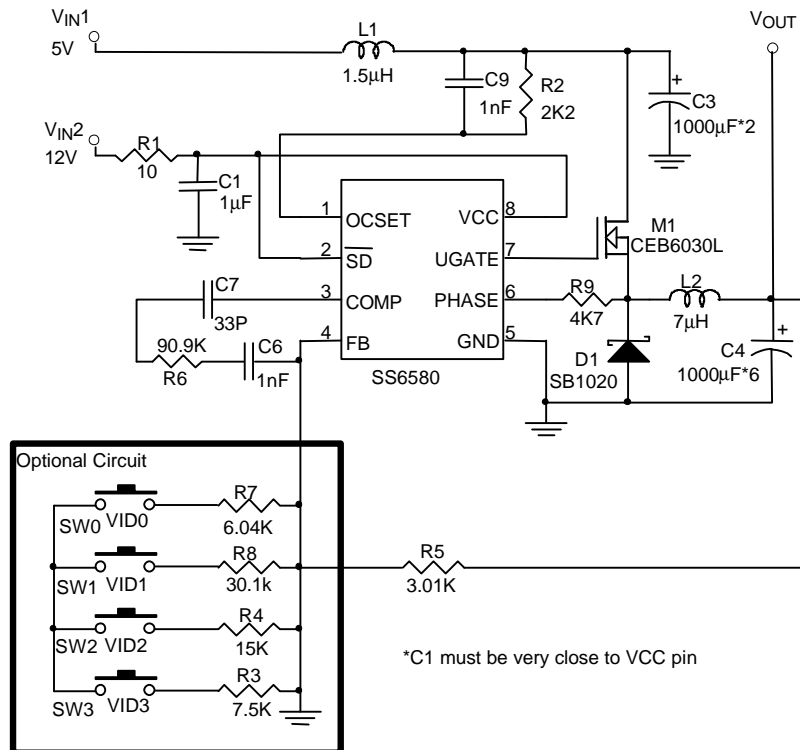 VIN1
5V
L1
1.5μH
C9
1nF
R2
2K2
+
C3
1000μF*2
VOUT
VIN2
12V
R1
10
C1
1μF
1
OCSET
VCC
8
2
SD
UGATE
7
3
COMP
PHASE
6
4
FB
GND
5
SS6580
M1
CEB6030L
R9
4K7
L2
7μH
D1
SB1020
+
C4
1000μF*6
C7
33P
90.9K
R6
C6
1nF
Optional Circuit
SW0
VID0
R7
6.04K
SW1
VID1
R8
30.1k
SW2
VID2
R4
15K
SW3
VID3
R3
7.5K
R5
3.01K
*C1 must be very close to VCC pin